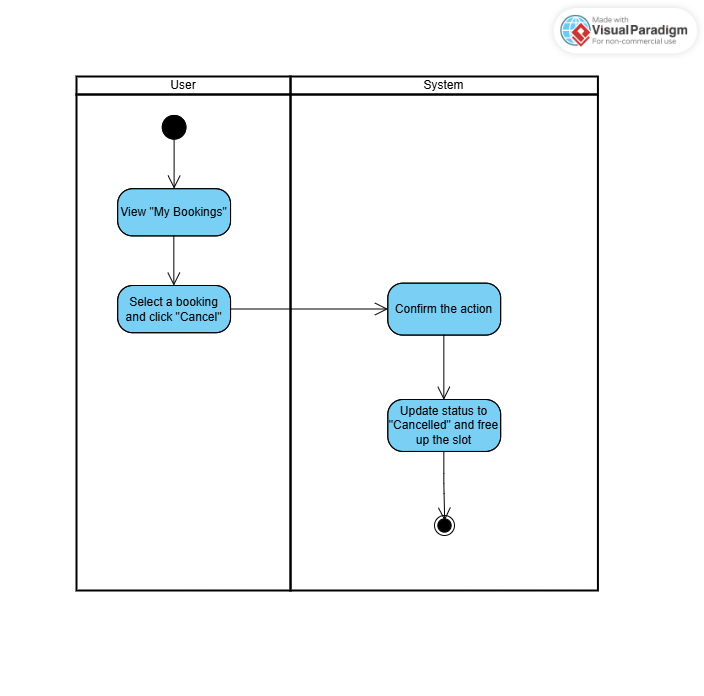 Made with
Visual Paradigm
For non-commercial use
User
System
View "My Bookings"
Select a booking
and click "Cancel"
Confirm the action
Update status to
"Cancelled" and free
up the slot